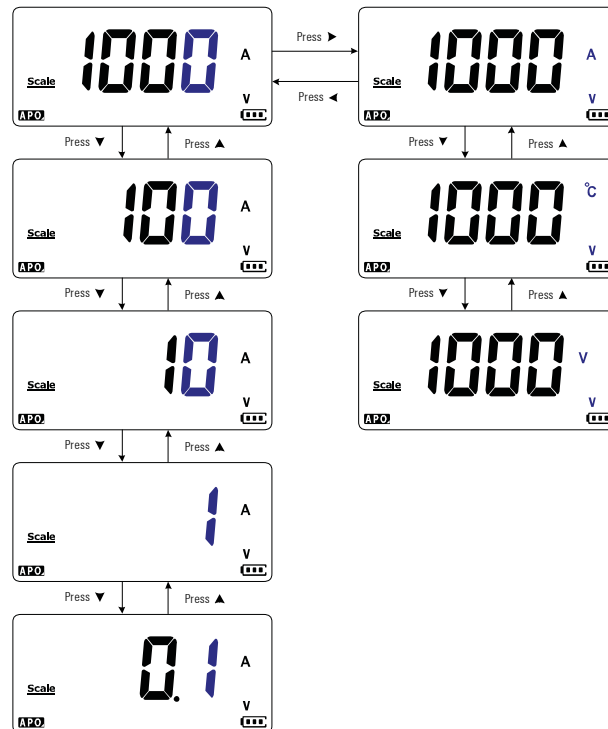 1000 A
Scale
V
APO
Press ►
Press ◄
1000 A
Scale
V
APO
Press ▼
Press ▲
Press ▼
Press ▲
100 A
Scale
V
APO
1000 °C
Scale
V
APO
Press ▼
Press ▲
Press ▼
Press ▲
10 A
Scale
V
APO
1000 V
Scale
V
APO
Press ▼
Press ▲
1 A
Scale
V
APO
Press ▼
Press ▲
0.1 A
Scale
V
APO